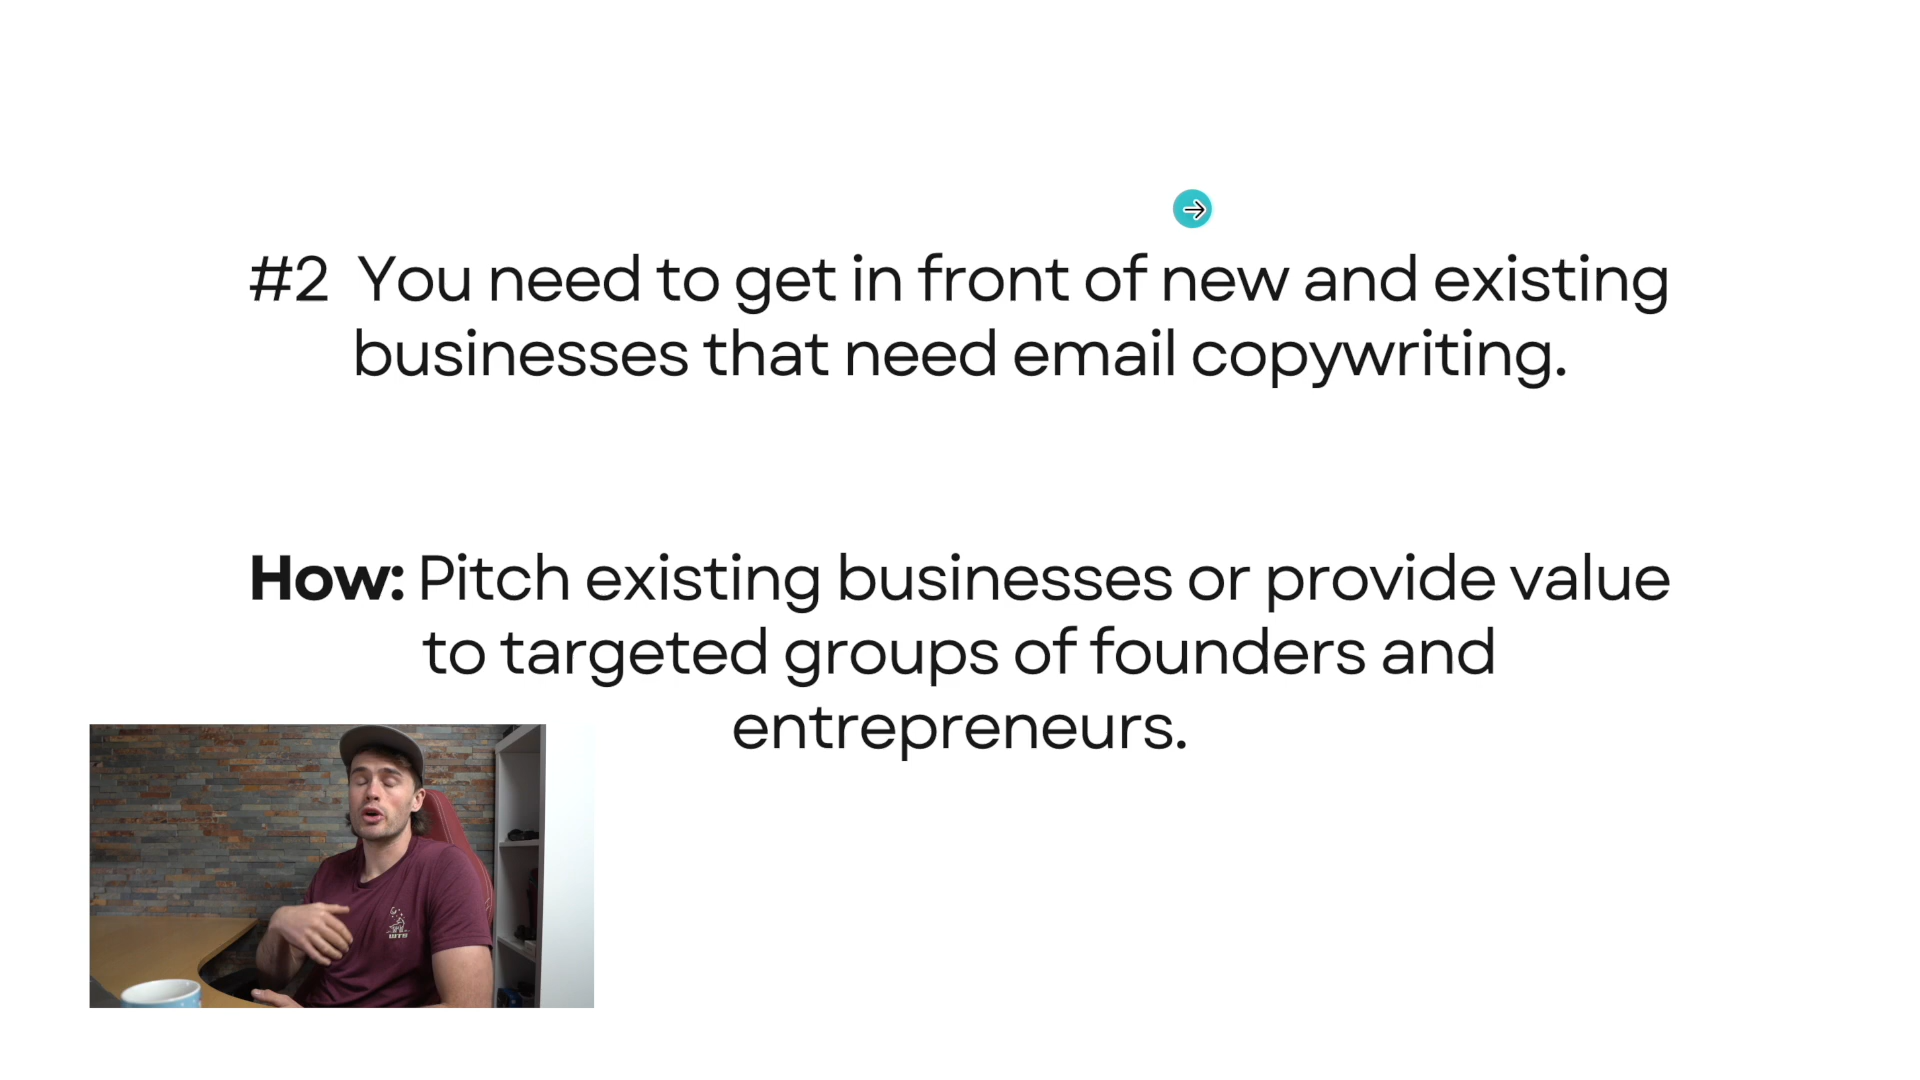 #2 You need to get in front of new and existing
businesses that need email copywriting.
How: Pitch existing businesses or provide value
to targeted groups of founders and
entrepreneurs.